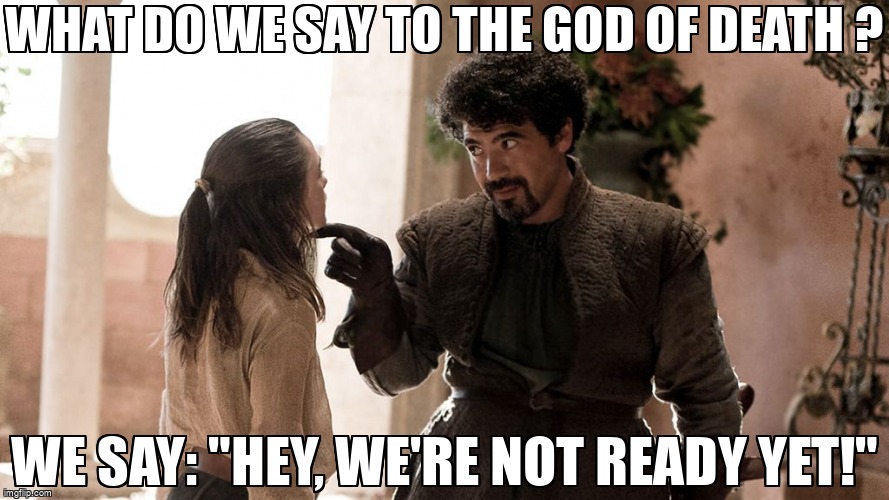 WHAT DO WE SAY TO THE GOD OF DEATH ?
WE SAY: "HEY, WE'RE NOT READY YET!"
imgflip.com